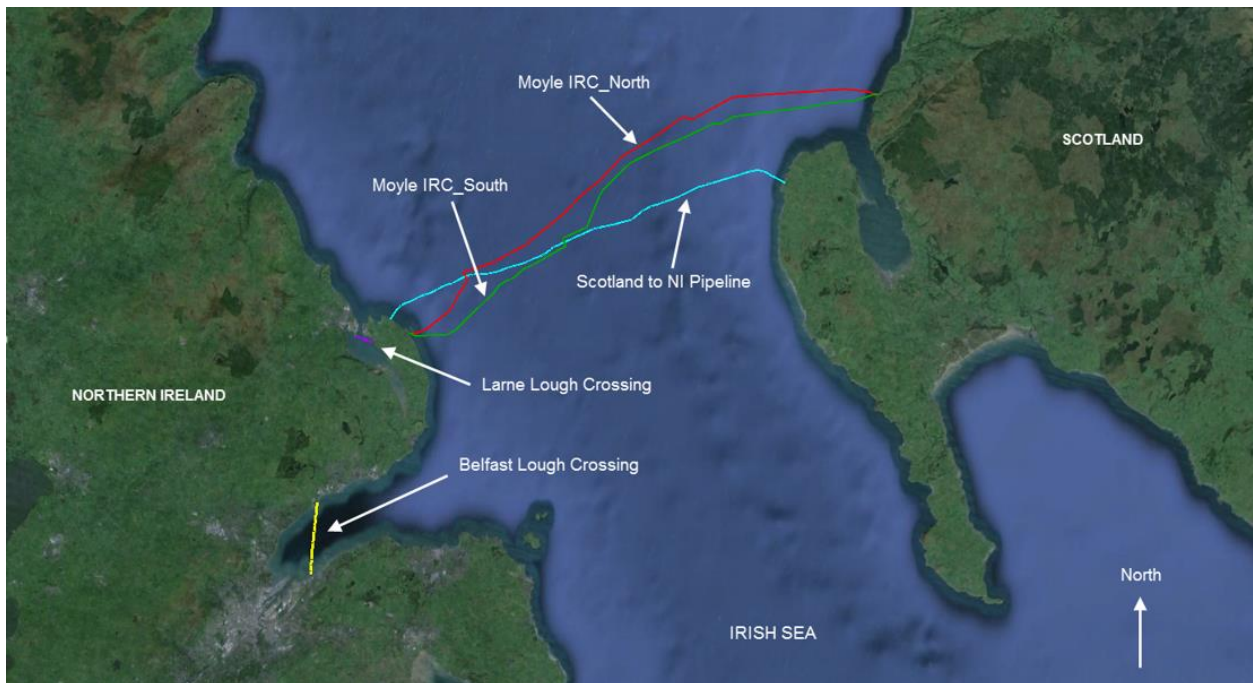 Moyle IRC_North
SCOTLAND
Moyle IRC_South
Scotland to NI Pipeline
Larne Lough Crossing
NORTHERN IRELAND
Belfast Lough Crossing
North
IRISH SEA